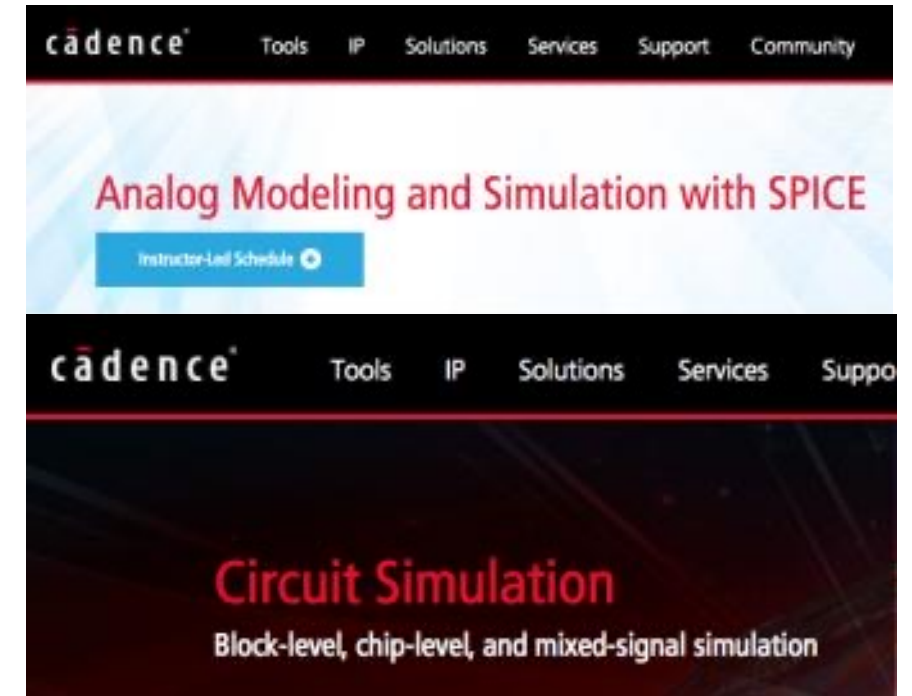 cādence® Tools IP Solutions Services Support Community
Analog Modeling and Simulation with SPICE
Instructor-Led Schedule
cādence® Tools IP Solutions Services Suppo
Circuit Simulation
Block-level, chip-level, and mixed-signal simulation